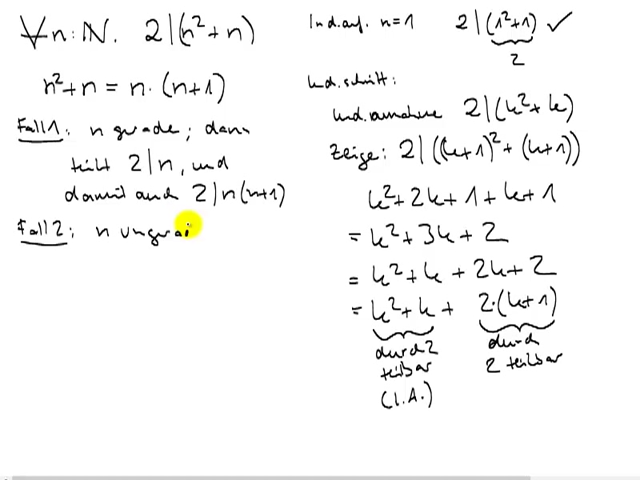 ∀n:ℕ. 2|(n²+n)
n²+n = n·(n+1)
Fall 1: n grade; dann
teilt 2|n, und
damit auch 2|n(n+1)
Fall 2: n ungrai
Ind.anf. n=1 2|(1²+1) ✓
2
Ind.schritt:
Ind.annahme 2|(k²+k)
Zeige: 2|((k+1)²+(k+1))
k²+2k+1+k+1
= k²+3k+2
= k²+k+2k+2
= k²+k + 2·(k+1)
durch 2 teilbar (I.A.)
durch 2 teilbar